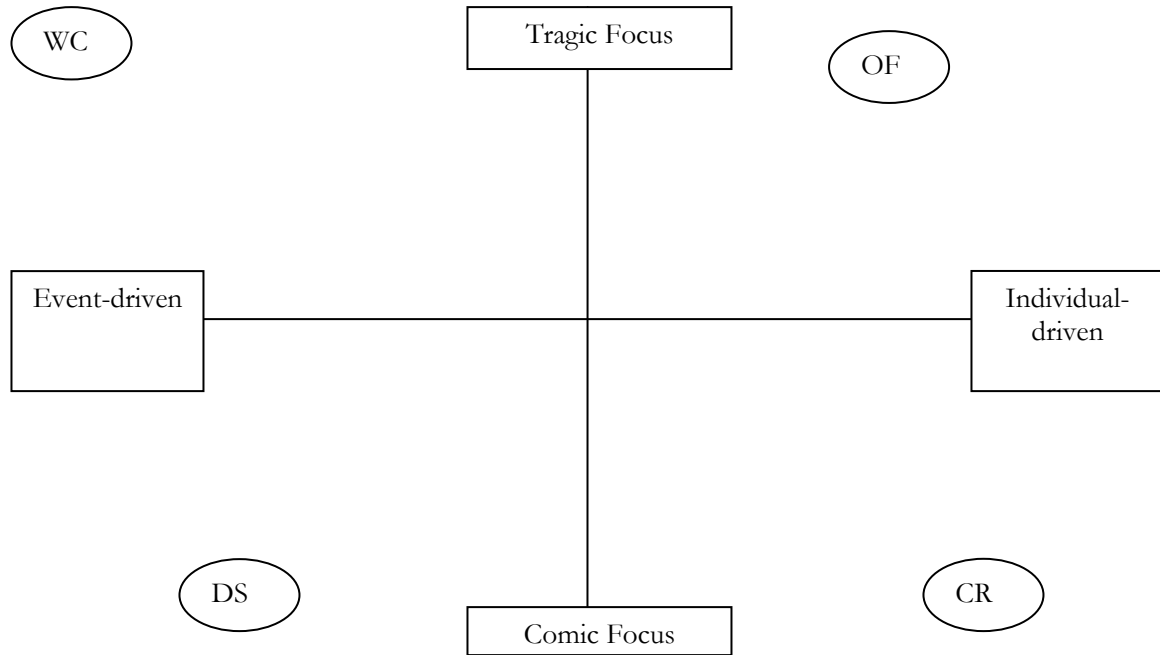 WC
Tragic Focus
OF
Event-driven
Individual-
driven
DS
CR
Comic Focus